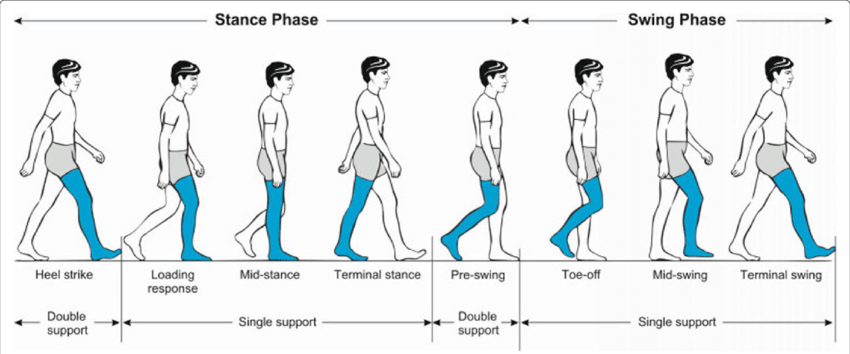 Stance Phase
Swing Phase
Heel strike
Loading
response
Mid-stance
Terminal stance
Pre-swing
Toe-off
Mid-swing
Terminal swing
Double
support
Single support
Double
support
Single support